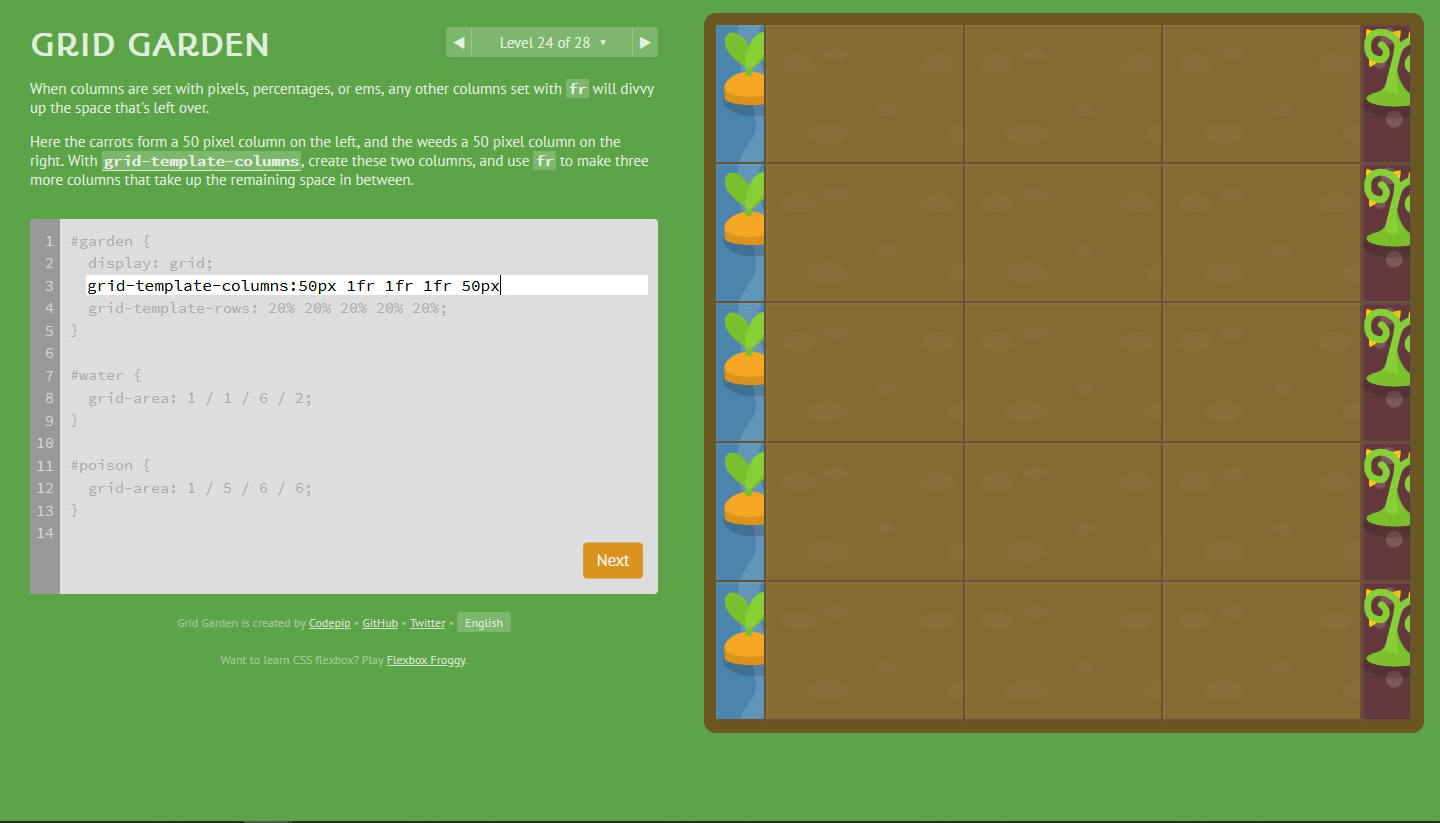 GRID GARDEN
◀ Level 24 of 28 ▼ ▶
When columns are set with pixels, percentages, or ems, any other columns set with fr will divvy
up the space that's left over.
Here the carrots form a 50 pixel column on the left, and the weeds a 50 pixel column on the
right. With grid-template-columns, create these two columns, and use fr to make three
more columns that take up the remaining space in between.
1 #garden {
2 display: grid;
3 grid-template-columns:50px 1fr 1fr 1fr 50px
4 grid-template-rows: 20% 20% 20% 20% 20%;
5 }
6
7 #water {
8 grid-area: 1 / 1 / 6 / 2;
9 }
10
11 #poison {
12 grid-area: 1 / 5 / 6 / 6;
13 }
14
Next
Grid Garden is created by Codepip • GitHub • Twitter • English
Want to learn CSS flexbox? Play Flexbox Froggy.